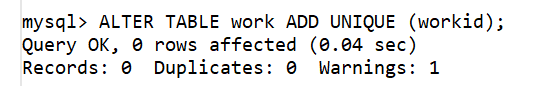 mysql> ALTER TABLE work ADD UNIQUE (workid);
Query OK, 0 rows affected (0.04 sec)
Records: 0  Duplicates: 0  Warnings: 1